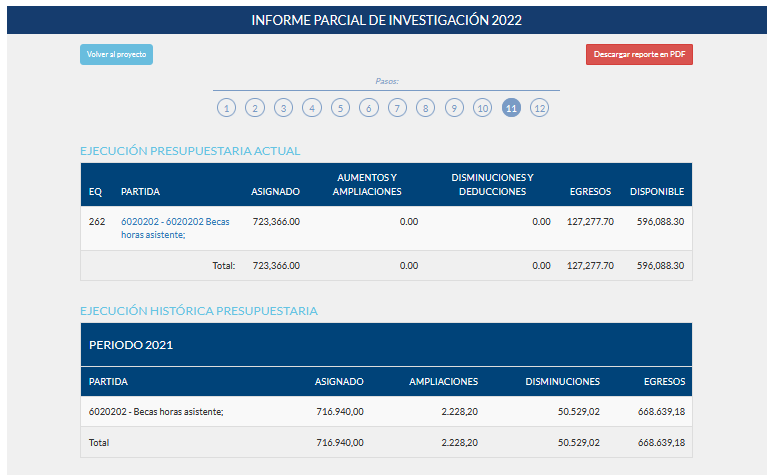 INFORME PARCIAL DE INVESTIGACIÓN 2022
Volver al proyecto Descargar reporte en PDF
Pasos:
1 2 3 4 5 6 7 8 9 10 11 12
EJECUCIÓN PRESUPUESTARIA ACTUAL
EQ PARTIDA ASIGNADO AUMENTOS Y AMPLIACIONES DISMINUCIONES Y DEDUCCIONES EGRESOS DISPONIBLE
262 6020202 - 6020202 Becas horas asistente; 723,366.00 0.00 0.00 127,277.70 596,088.30
Total: 723,366.00 0.00 0.00 127,277.70 596,088.30
EJECUCIÓN HISTÓRICA PRESUPUESTARIA
PERIODO 2021
PARTIDA ASIGNADO AMPLIACIONES DISMINUCIONES EGRESOS
6020202 - Becas horas asistente; 716.940,00 2.228,20 50.529,02 668.639,18
Total 716.940,00 2.228,20 50.529,02 668.639,18